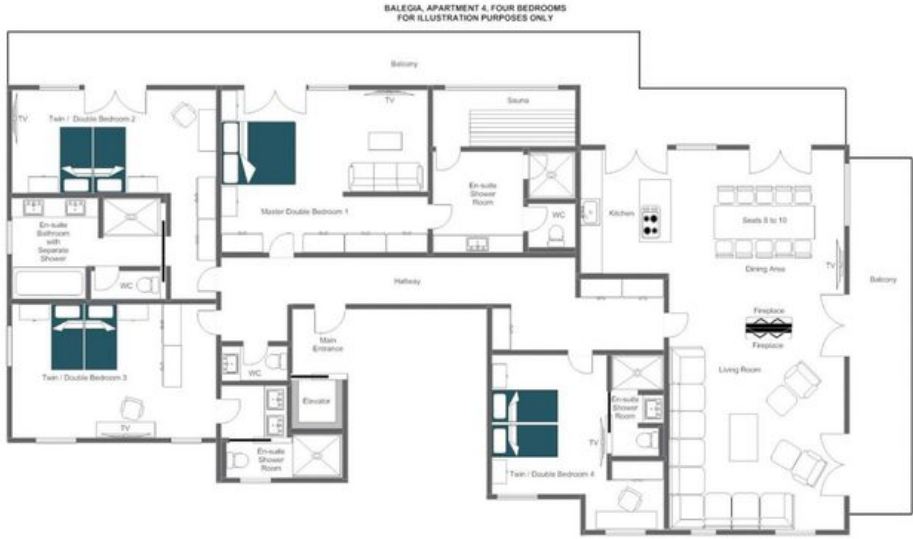 BALEGIA, APARTMENT 4, FOUR BEDROOMS
FOR ILLUSTRATION PURPOSES ONLY
Balcony
TV
Twin / Double Bedroom 2
TV
Sauna
Master Double Bedroom 1
En-suite
Shower
Room
WC
Kitchen
Seats 8 to 10
Dining Area
TV
Balcony
En-suite
Bathroom
with
Separate
Shower
WC
Hallway
Fireplace
Fireplace
Living Room
Main
Entrance
WC
Elevator
Twin / Double Bedroom 3
TV
En-suite
Shower
Room
En-suite
Shower
Room
TV
Twin / Double Bedroom 4